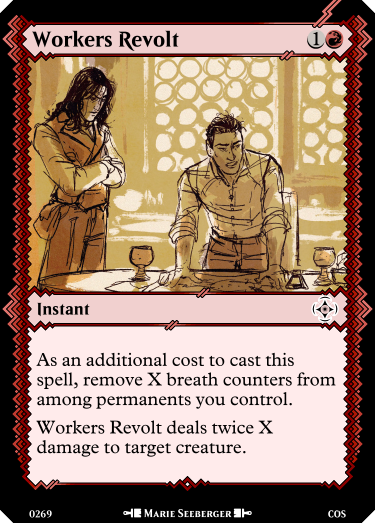 Workers Revolt 1
Instant
As an additional cost to cast this
spell, remove X breath counters from
among permanents you control.
Workers Revolt deals twice X
damage to target creature.
0269 Marie Seeberger COS